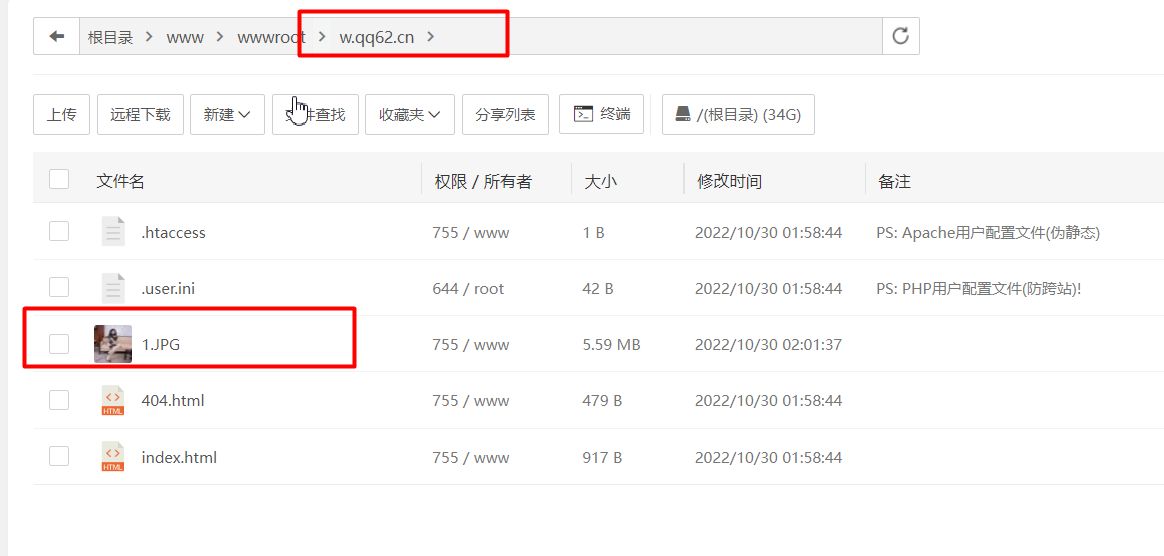 根目录 www wwwroot w.qq62.cn
上传 远程下载 新建 文件查找 收藏夹 分享列表 终端 /(根目录) (34G)
文件名 权限 / 所有者 大小 修改时间 备注
.htaccess 755 / www 1 B 2022/10/30 01:58:44 PS: Apache用户配置文件(伪静态)
.user.ini 644 / root 42 B 2022/10/30 01:58:44 PS: PHP用户配置文件(防跨站)!
1.JPG 755 / www 5.59 MB 2022/10/30 02:01:37
404.html 755 / www 479 B 2022/10/30 01:58:44
index.html 755 / www 917 B 2022/10/30 01:58:44